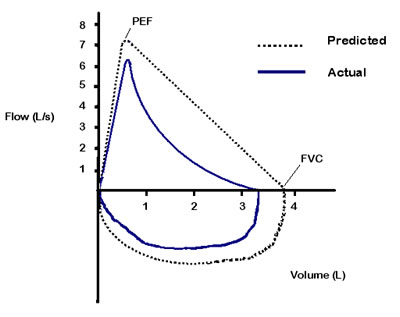 PEF
Predicted
Actual
8
7
6
5
4
3
2
1
Flow (L/s)
FVC
1
2
3
4
Volume (L)